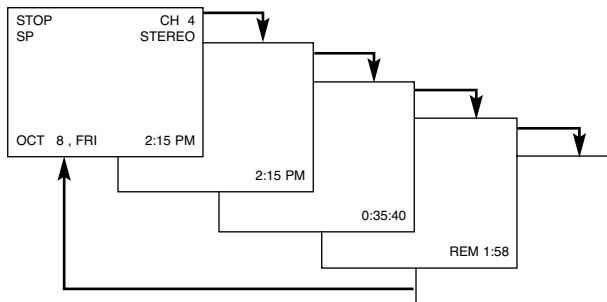 STOP CH 4
SP STEREO
OCT 8 , FRI 2:15 PM
2:15 PM
0:35:40
REM 1:58